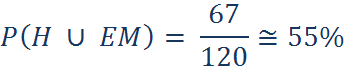 P(H ∪ EM) = 67/120 ≅ 55%